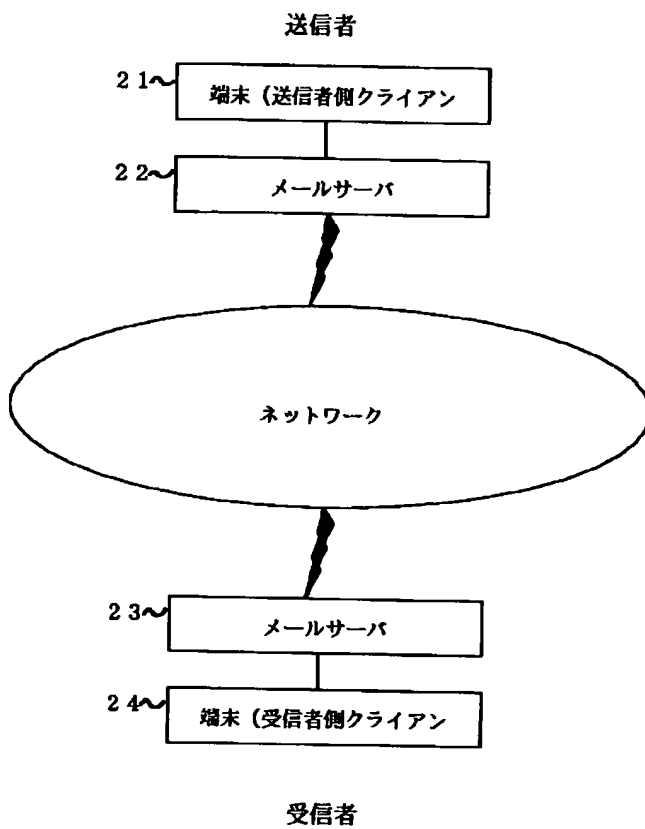 送信者
21
端末（送信者側クライアン
22
メールサーバ
ネットワーク
23
メールサーバ
24
端末（受信者側クライアン
受信者